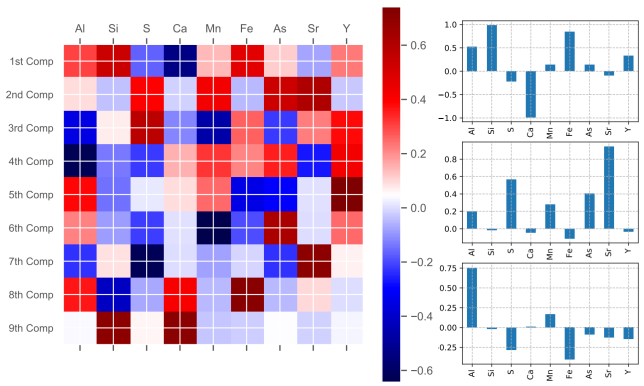 Al Si S Ca Mn Fe As Sr Y
1st Comp
2nd Comp
3rd Comp
4th Comp
5th Comp
6th Comp
7th Comp
8th Comp
9th Comp
0.6
0.4
0.2
0.0
−0.2
−0.4
−0.6
1.0
0.5
0.0
−0.5
−1.0
Al Si S Ca Mn Fe As Sr Y
0.8
0.6
0.4
0.2
0.0
Al Si S Ca Mn Fe As Sr Y
0.75
0.50
0.25
0.00
−0.25
Al Si S Ca Mn Fe As Sr Y